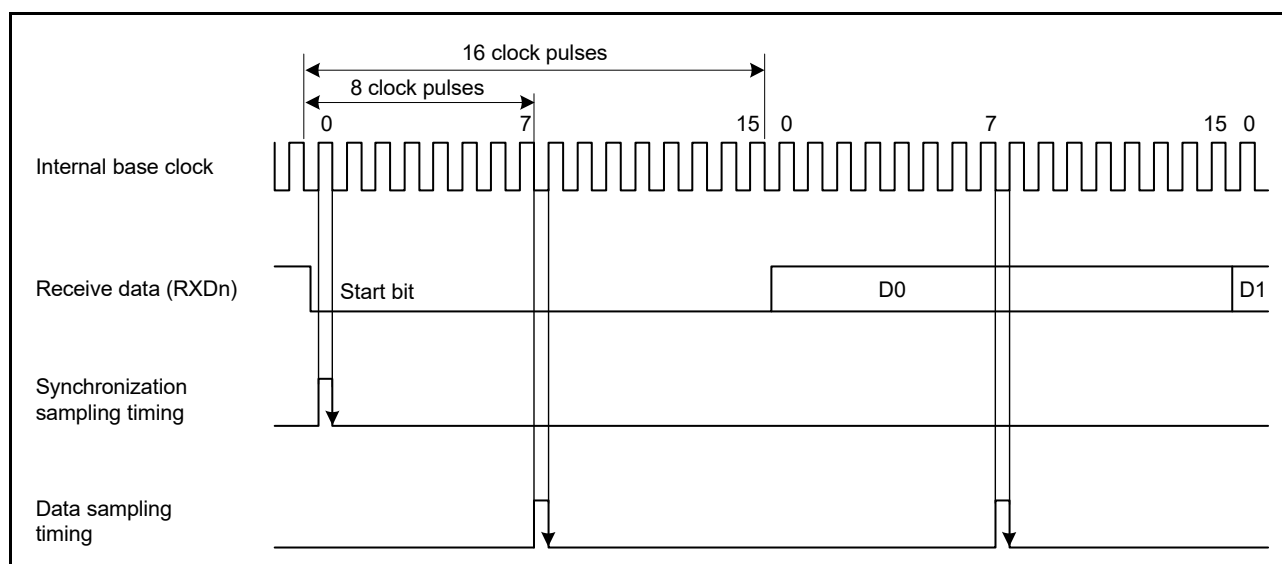 16 clock pulses
8 clock pulses
0 7 15 0 7 15 0
Internal base clock
Receive data (RXDn)
Start bit D0 D1
Synchronization
sampling timing
Data sampling
timing